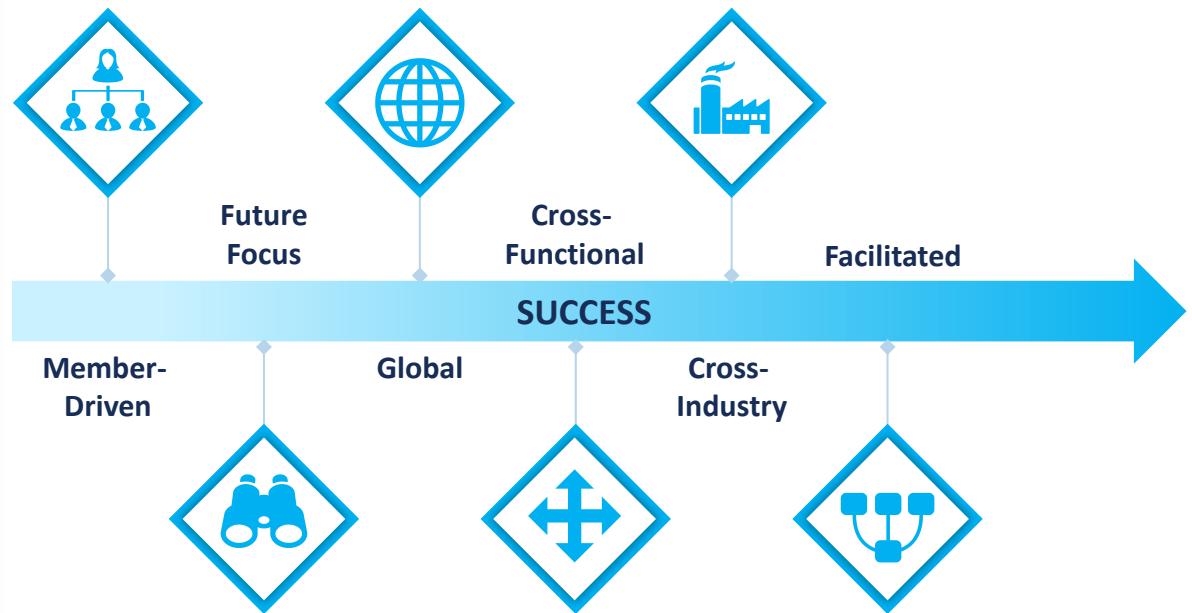 Future
Focus
Cross-
Functional
Facilitated
SUCCESS
Member-
Driven
Global
Cross-
Industry